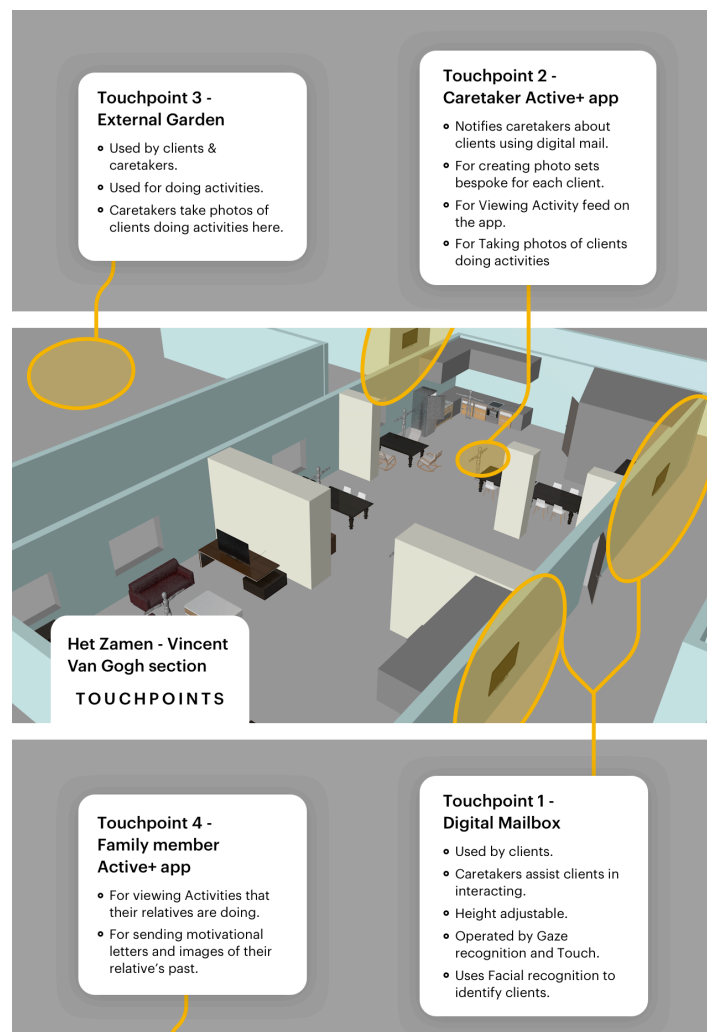 Touchpoint 3 -
External Garden
Used by clients &
caretakers.
Used for doing activities.
Caretakers take photos of
clients doing activities here.
Touchpoint 2 -
Caretaker Active+ app
Notifies caretakers about
clients using digital mail.
For creating photo sets
bespoke for each client.
For Viewing Activity feed on
the app.
For Taking photos of clients
doing activities
Het Zamen - Vincent
Van Gogh section
TOUCHPOINTS
Touchpoint 4 -
Family member
Active+ app
For viewing Activities that
their relatives are doing.
For sending motivational
letters and images of their
relative’s past.
Touchpoint 1 -
Digital Mailbox
Used by clients.
Caretakers assist clients in
interacting.
Height adjustable.
Operated by Gaze
recognition and Touch.
Uses Facial recognition to
identify clients.